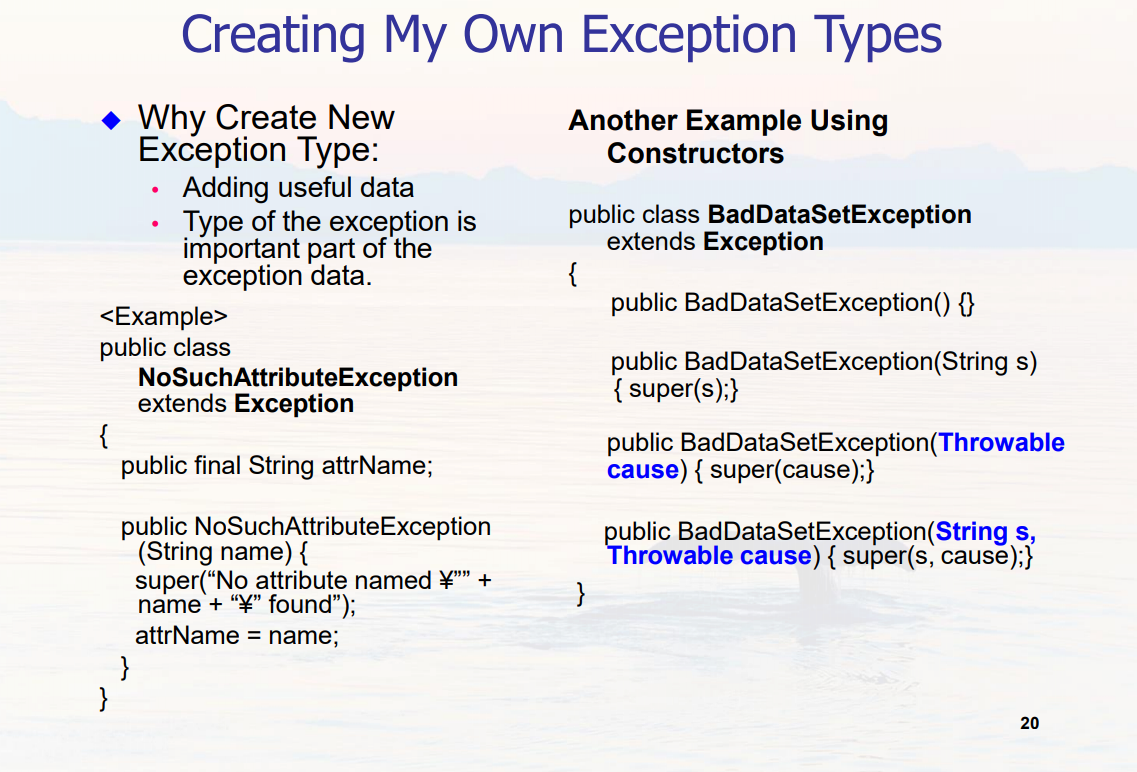 Creating My Own Exception Types
Why Create New
Exception Type:
Adding useful data
Type of the exception is
important part of the
exception data.
<Example>
public class
NoSuchAttributeException
extends Exception
{
public final String attrName;
public NoSuchAttributeException
(String name) {
super(“No attribute named ¥”” +
name + “¥” found”);
attrName = name;
}
}
Another Example Using
Constructors
public class BadDataSetException
extends Exception
{
public BadDataSetException() {}
public BadDataSetException(String s)
{ super(s);}
public BadDataSetException(Throwable
cause) { super(cause);}
public BadDataSetException(String s,
Throwable cause) { super(s, cause);}
}
20